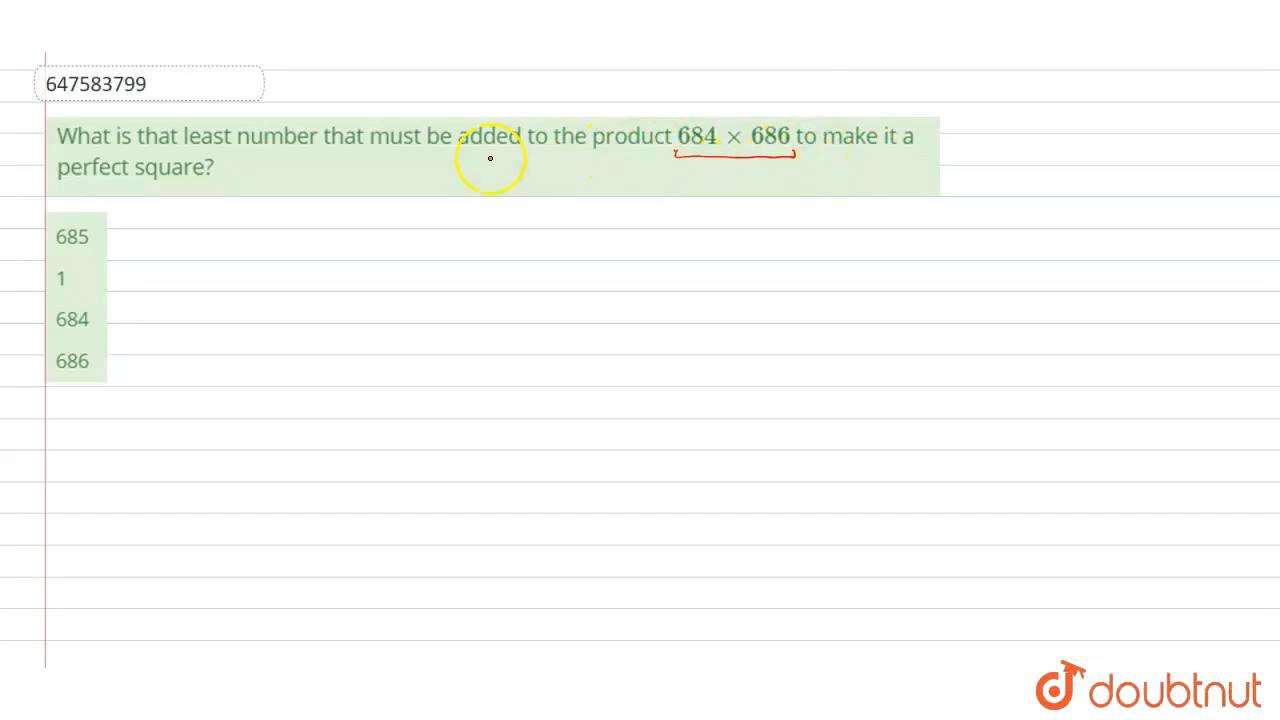 647583799
What is that least number that must be added to the product 684 × 686 to make it a
perfect square?
685
1
684
686
doubtnut